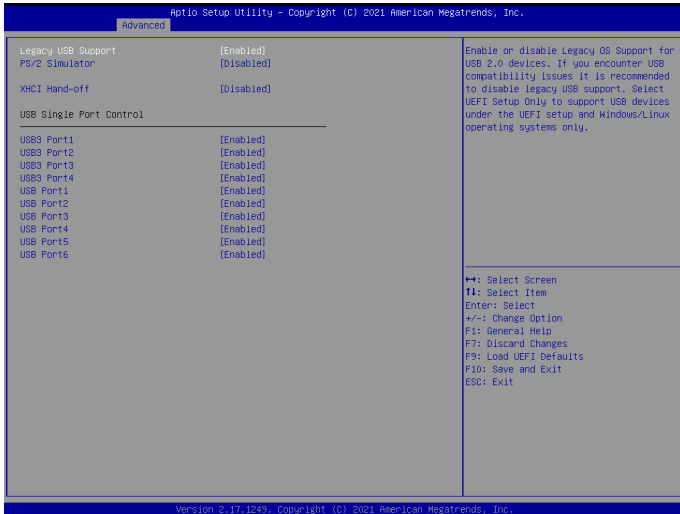 Aptio Setup Utility – Copyright (C) 2021 American Megatrends, Inc.
Advanced
Legacy USB Support [Enabled]
PS/2 Simulator [Disabled]
XHCI Hand-off [Disabled]
USB Single Port Control
USB3 Port1 [Enabled]
USB3 Port2 [Enabled]
USB3 Port3 [Enabled]
USB3 Port4 [Enabled]
USB Port1 [Enabled]
USB Port2 [Enabled]
USB Port3 [Enabled]
USB Port4 [Enabled]
USB Port5 [Enabled]
USB Port6 [Enabled]
Enable or disable Legacy OS Support for
USB 2.0 devices. If you encounter USB
compatibility issues it is recommended
to disable legacy USB support. Select
UEFI Setup Only to support USB devices
under the UEFI setup and Windows/Linux
operating systems only.
↔: Select Screen
↑↓: Select Item
Enter: Select
+/-: Change Option
F1: General Help
F7: Discard Changes
F9: Load UEFI Defaults
F10: Save and Exit
ESC: Exit
Version 2.17.1249. Copyright (C) 2021 American Megatrends, Inc.